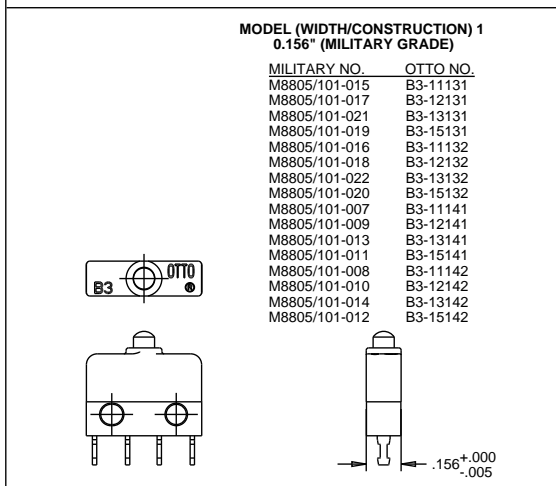 MODEL (WIDTH/CONSTRUCTION) 1
0.156" (MILITARY GRADE)
MILITARY NO. OTTO NO.
M8805/101-015 B3-11131
M8805/101-017 B3-12131
M8805/101-021 B3-13131
M8805/101-019 B3-15131
M8805/101-016 B3-11132
M8805/101-018 B3-12132
M8805/101-022 B3-13132
M8805/101-020 B3-15132
M8805/101-007 B3-11141
M8805/101-009 B3-12141
M8805/101-013 B3-13141
M8805/101-011 B3-15141
M8805/101-008 B3-11142
M8805/101-010 B3-12142
M8805/101-014 B3-13142
M8805/101-012 B3-15142
B3 OTTO ®
.156 +.000
-.005